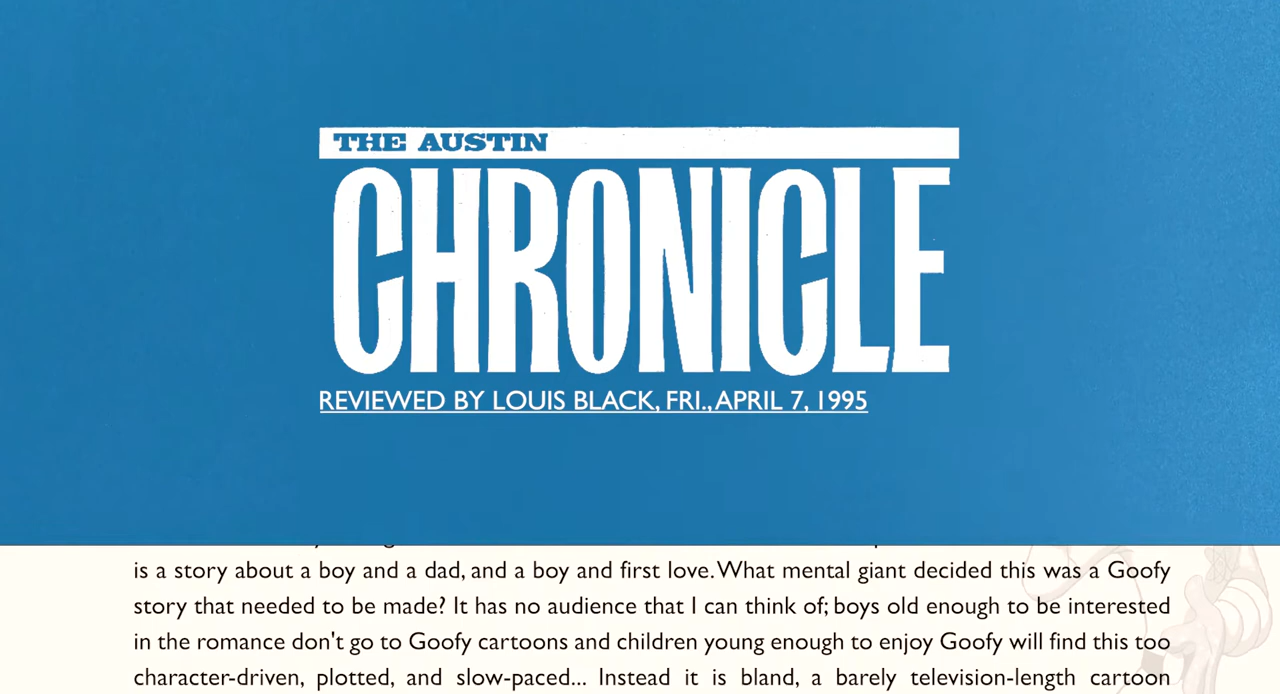 THE AUSTIN
CHRONICLE
REVIEWED BY LOUIS BLACK, FRI., APRIL 7, 1995
is a story about a boy and a dad, and a boy and first love. What mental giant decided this was a Goofy
story that needed to be made? It has no audience that I can think of; boys old enough to be interested
in the romance don't go to Goofy cartoons and children young enough to enjoy Goofy will find this too
character-driven, plotted, and slow-paced... Instead it is bland, a barely television-length cartoon